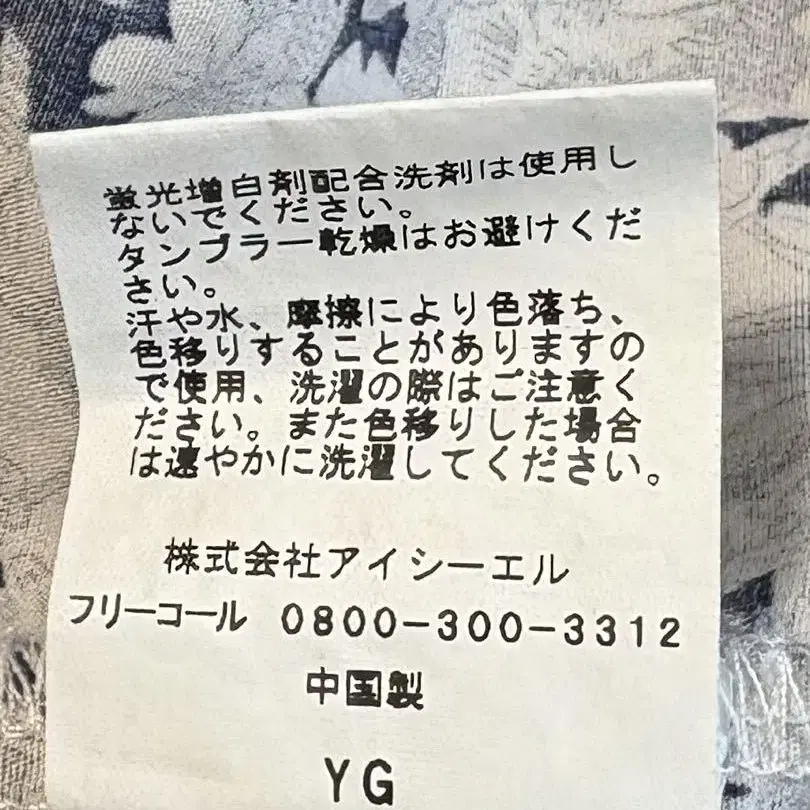 蛍光増白剤配合洗剤は使用し
ないでください。
タンブラー乾燥はお避けくだ
さい。
汗や水、摩擦により色落ち、
色移りすることがありますの
で使用、洗濯の際はご注意く
ださい。また色移りした場合
は速やかに洗濯してください。
株式会社アイシーエル
フリーコール 0800-300-3312
中国製
YG